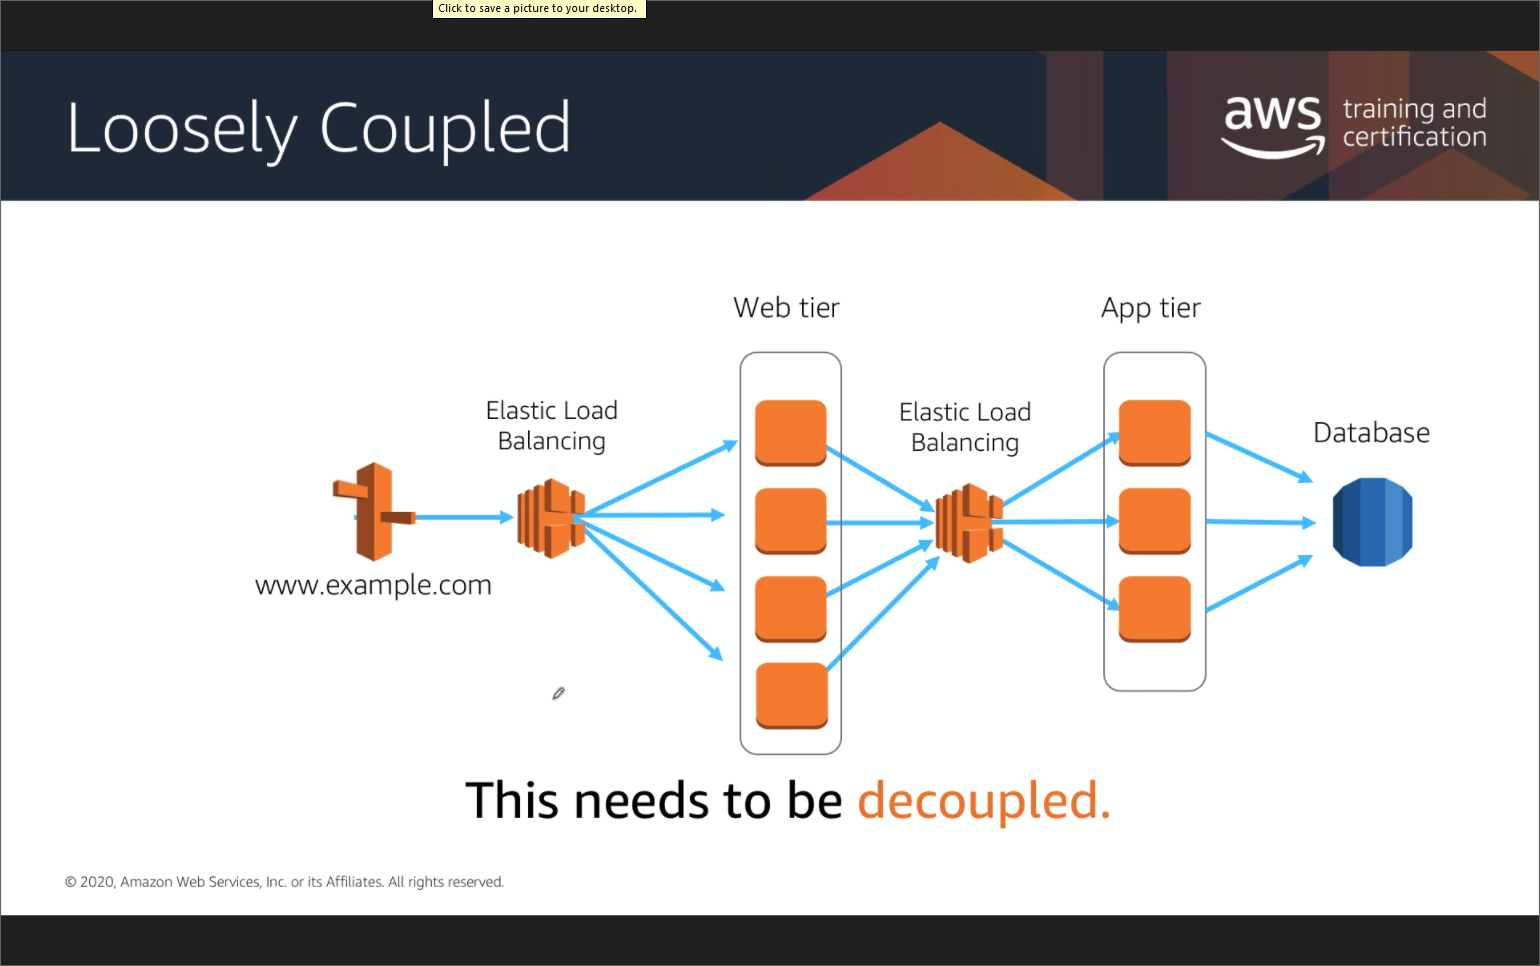 Click to save a picture to your desktop.
Loosely Coupled
aws training and
certification
Web tier
App tier
Elastic Load
Balancing
Elastic Load
Balancing
Database
www.example.com
This needs to be decoupled.
© 2020, Amazon Web Services, Inc. or its Affiliates. All rights reserved.